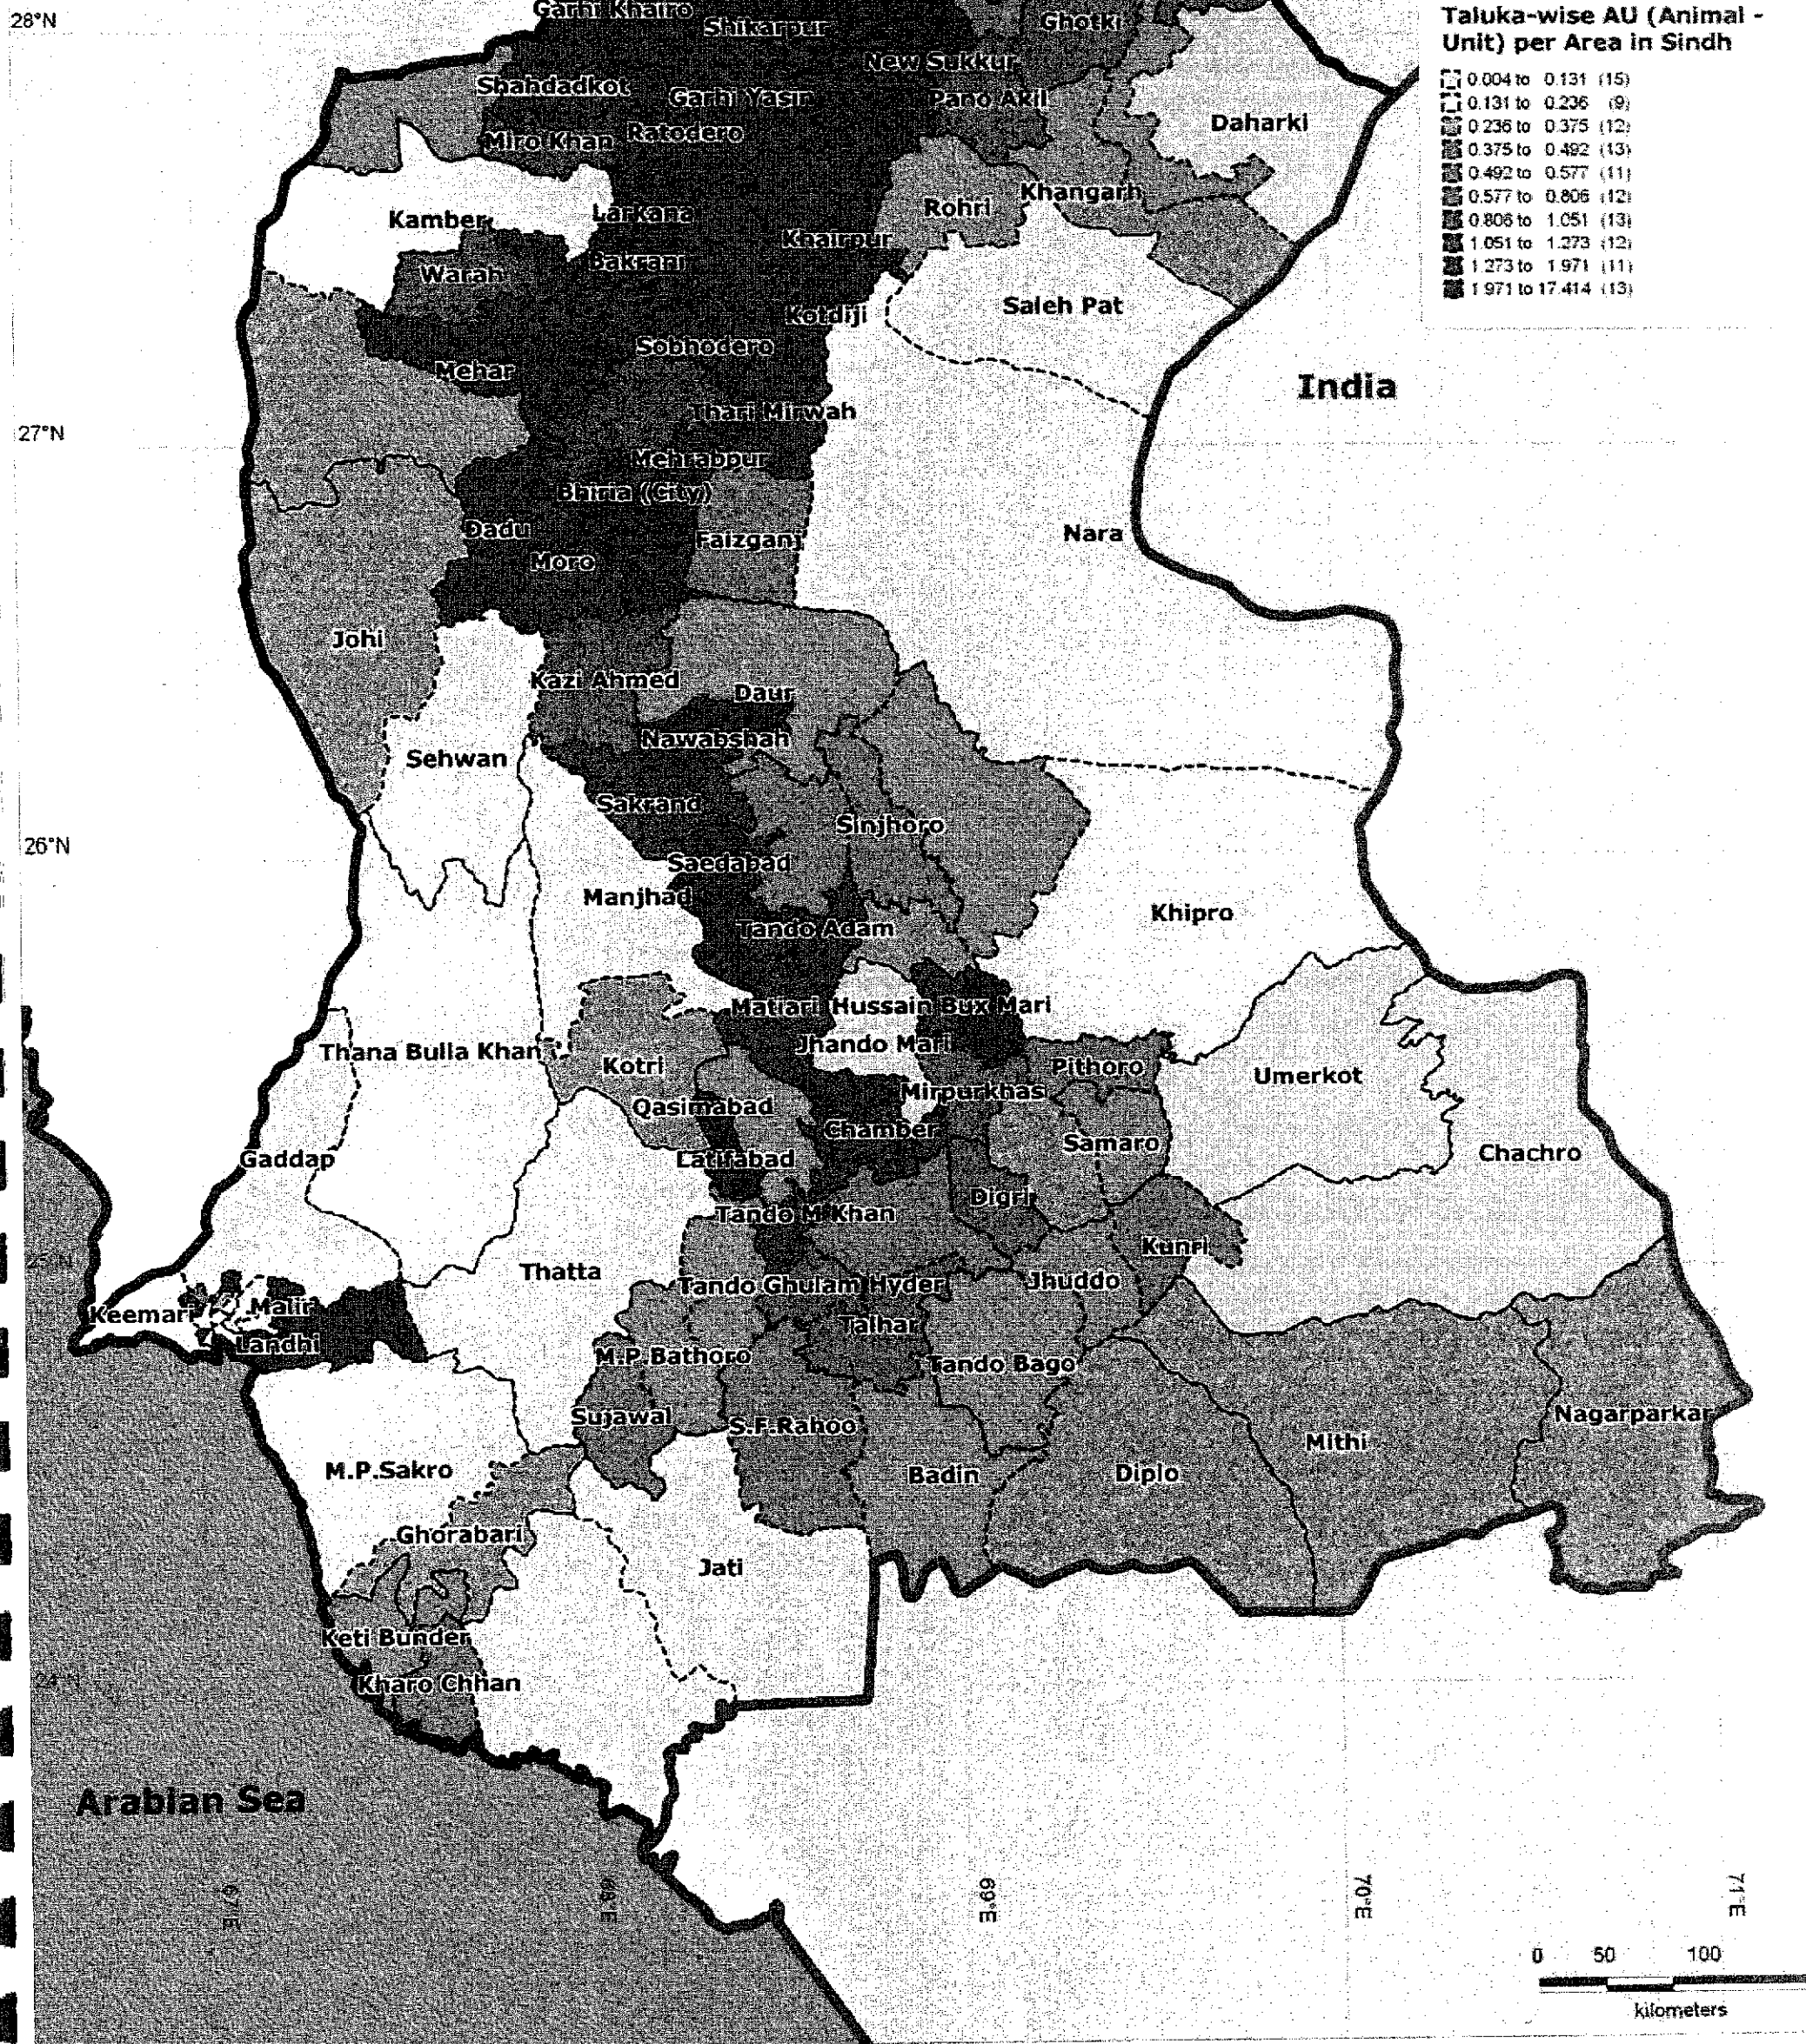 28°N
Garhi Khairo
Shikarpur
Ghotki
Taluka-wise AU (Animal -
Unit) per Area in Sindh
New Sukkur
0.004 to 0.131 (15)
0.131 to 0.236 (9)
0.236 to 0.375 (12)
0.375 to 0.492 (13)
0.492 to 0.577 (11)
0.577 to 0.806 (12)
0.806 to 1.051 (13)
1.051 to 1.273 (12)
1.273 to 1.971 (11)
1.971 to 17.414 (13)
Shahdadkot
Garhi Yasin
Pano Akil
Daharki
Miro Khan
Ratodero
Khangarh
Rohri
Kamber
Larkana
Khairpur
Bakrani
Warah
Saleh Pat
Kotdiji
Sobhodero
Mehar
India
Thari Mirwah
27°N
Mehrabpur
Bhiria (City)
Dadu
Faizganj
Nara
Moro
Johi
Kazi Ahmed
Daur
Nawabshah
Sehwan
Sakrand
Sinjhoro
26°N
Saedabad
Manjhad
Khipro
Tando Adam
Matiari
Hussain Bux Mari
Jhando Mari
Thana Bulla Khan
Kotri
Pithoro
Umerkot
Mirpurkhas
Qasimabad
Chamber
Samaro
Chachro
Gaddap
Latifabad
Digri
Tando M Khan
Kunri
25°N
Thatta
Tando Ghulam Hyder
Jhuddo
Keemari
Malir
Talhar
Landhi
M.P.Bathoro
Tando Bago
Sujawal
S.F.Rahoo
Nagarparkar
Mithi
M.P.Sakro
Badin
Diplo
Ghorabari
Jati
Keti Bunder
24°N
Kharo Chhan
Arabian Sea
67°E
68°E
69°E
70°E
71°E
0 50 100
kilometers